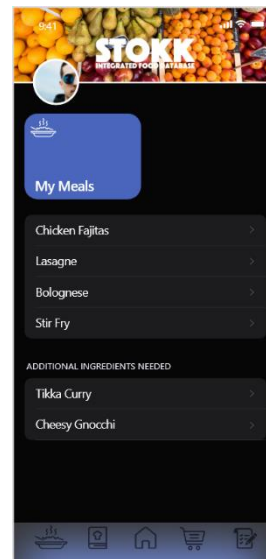 9:41
STOKK
INTEGRATED FOOD DATABASE
My Meals
Chicken Fajitas
Lasagne
Bolognese
Stir Fry
ADDITIONAL INGREDIENTS NEEDED
Tikka Curry
Cheesy Gnocchi